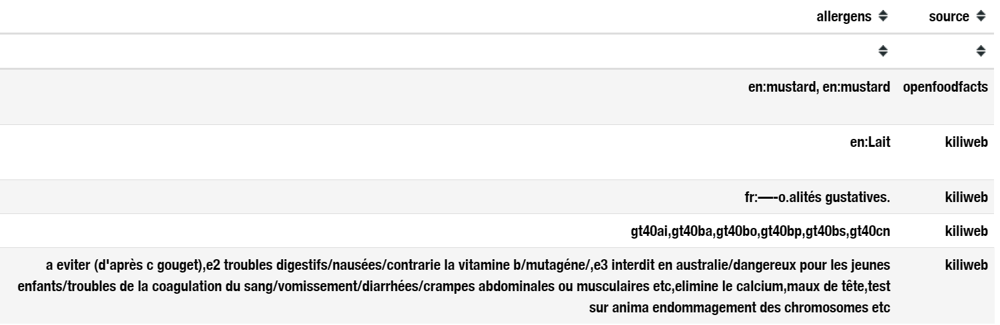 allergens source
en:mustard, en:mustard openfoodfacts
en:Lait kiliweb
fr:—-o.alités gustatives. kiliweb
gt40ai,gt40ba,gt40bo,gt40bp,gt40bs,gt40cn kiliweb
a eviter (d'après c gouget),e2 troubles digestifs/nausées/contrarie la vitamine b/mutagéne/,e3 interdit en australie/dangereux pour les jeunes kiliweb
enfants/troubles de la coagulation du sang/vomissement/diarrhées/crampes abdominales ou musculaires etc,elimine le calcium,maux de tête,test
sur anima endommagement des chromosomes etc